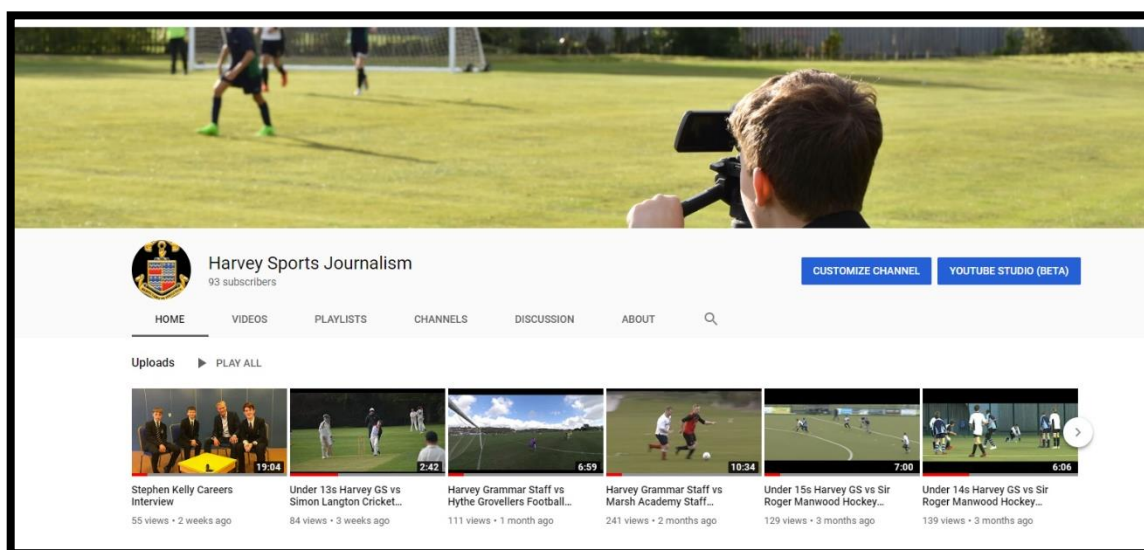 Harvey Sports Journalism
93 subscribers
CUSTOMIZE CHANNEL
YOUTUBE STUDIO (BETA)
HOME
VIDEOS
PLAYLISTS
CHANNELS
DISCUSSION
ABOUT
Uploads
PLAY ALL
19:04
Stephen Kelly Careers
Interview
55 views • 2 weeks ago
2:42
Under 13s Harvey GS vs
Simon Langton Cricket...
84 views • 3 weeks ago
6:59
Harvey Grammar Staff vs
Hythe Grovellers Football...
111 views • 1 month ago
10:34
Harvey Grammar Staff vs
Marsh Academy Staff...
241 views • 2 months ago
7:00
Under 15s Harvey GS vs Sir
Roger Manwood Hockey...
129 views • 3 months ago
6:06
Under 14s Harvey GS vs Sir
Roger Manwood Hockey...
139 views • 3 months ago